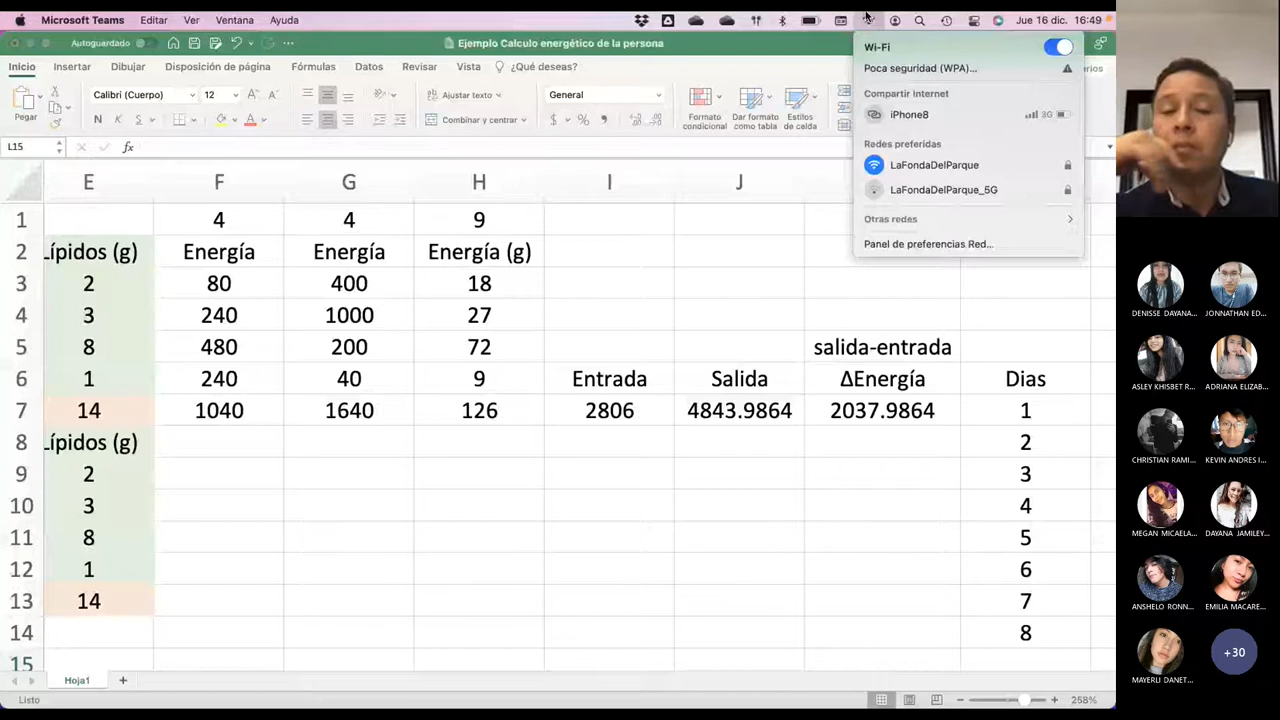 Microsoft Teams Editar Ver Ventana Ayuda Jue 16 dic. 16:49
Autoguardado Ejemplo Calculo energético de la persona
Inicio Insertar Dibujar Disposición de página Fórmulas Datos Revisar Vista ¿Qué deseas?
Pegar
Calibri (Cuerpo) 12
N K S
Ajustar texto
Combinar y centrar
General
$ %
Formato condicional
Dar formato como tabla
Estilos de celda
Wi-Fi
Poca seguridad (WPA)...
Compartir Internet
iPhone8 3G
Redes preferidas
LaFondaDelParque
LaFondaDelParque_5G
Otras redes
Panel de preferencias Red...
L15 fx
E F G H I J
1 4 4 9
2 Lípidos (g) Energía Energía Energía (g)
3 2 80 400 18
4 3 240 1000 27
5 8 480 200 72 salida-entrada
6 1 240 40 9 Entrada Salida ΔEnergía Dias
7 14 1040 1640 126 2806 4843.9864 2037.9864 1
8 Lípidos (g) 2
9 2 3
10 3 4
11 8 5
12 1 6
13 14 7
14 8
15
Hoja1 +
Listo 258%
DENISSE DAYANA... JONNATHAN ED...
ASLEY KHISBET R... ADRIANA ELIZAB...
CHRISTIAN RAMI... KEVIN ANDRES I...
MEGAN MICAELA... DAYANA JAMILEY...
ANSHELO RONN... EMILIA MACARE...
MAYERLI DANET... +30